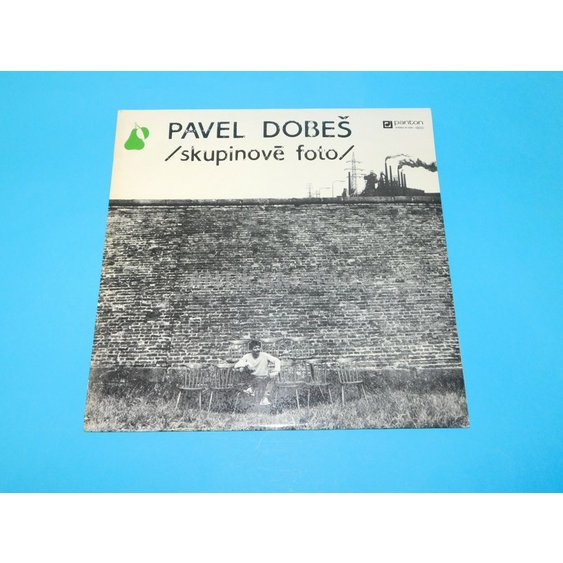 PAVEL DOBEŠ
/skupinové foto/
panton